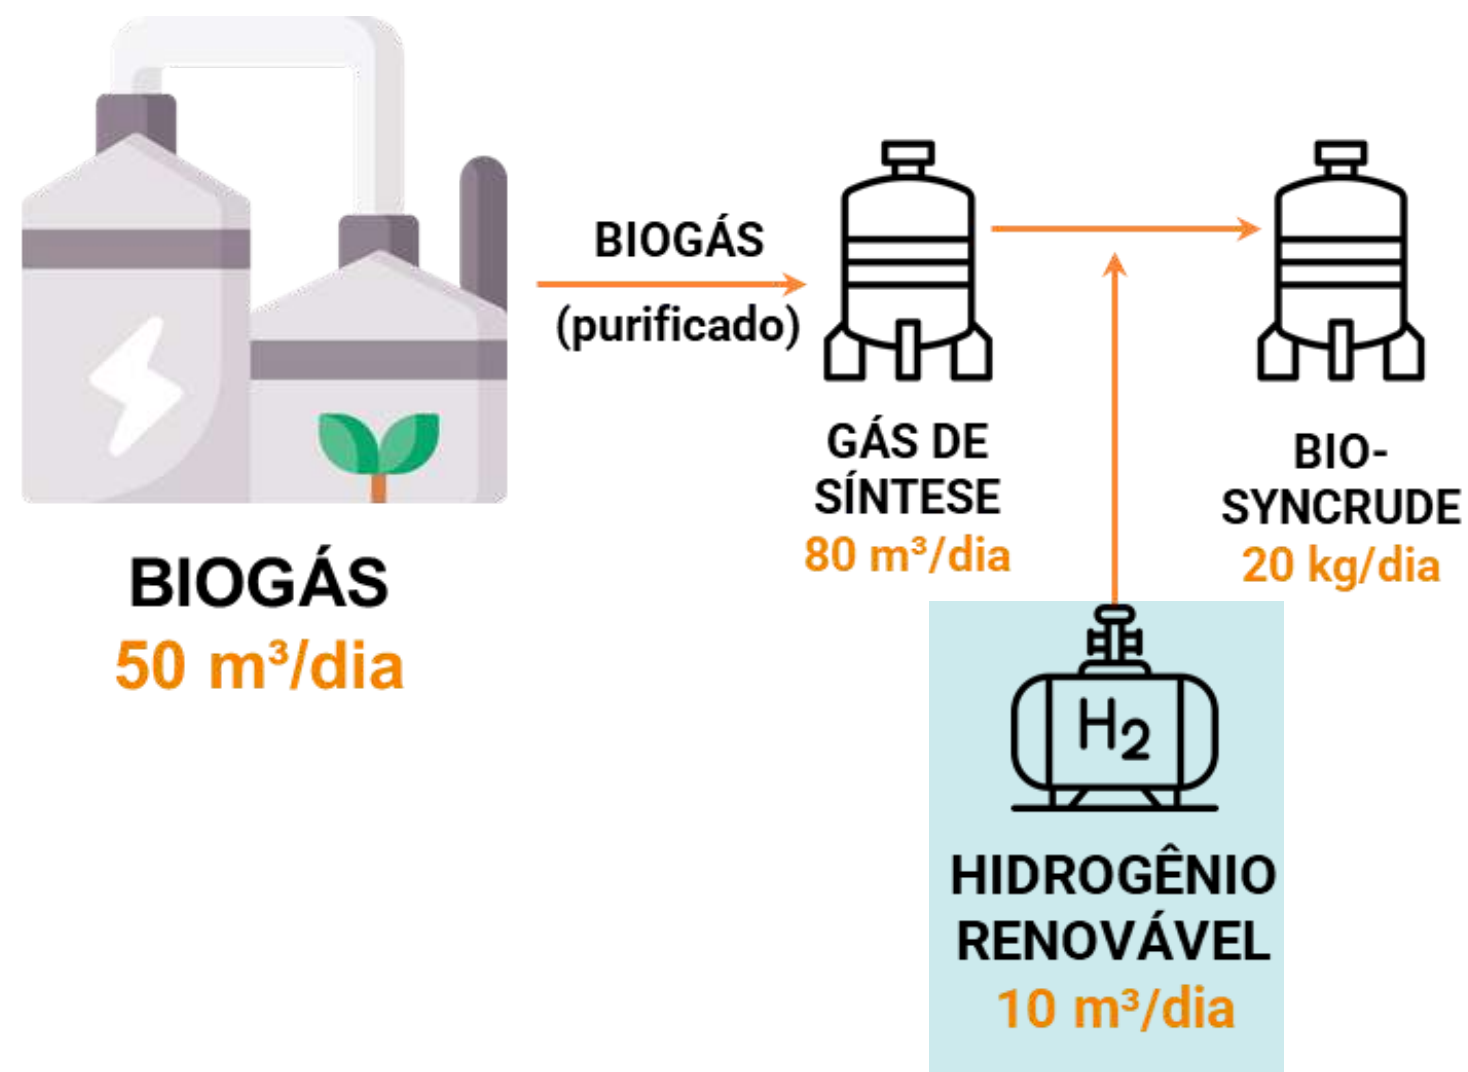 BIOGÁS
50 m³/dia
BIOGÁS
(purificado)
GÁS DE
SÍNTESE
80 m³/dia
BIO-
SYNCRUDE
20 kg/dia
H₂
HIDROGÊNIO
RENOVÁVEL
10 m³/dia